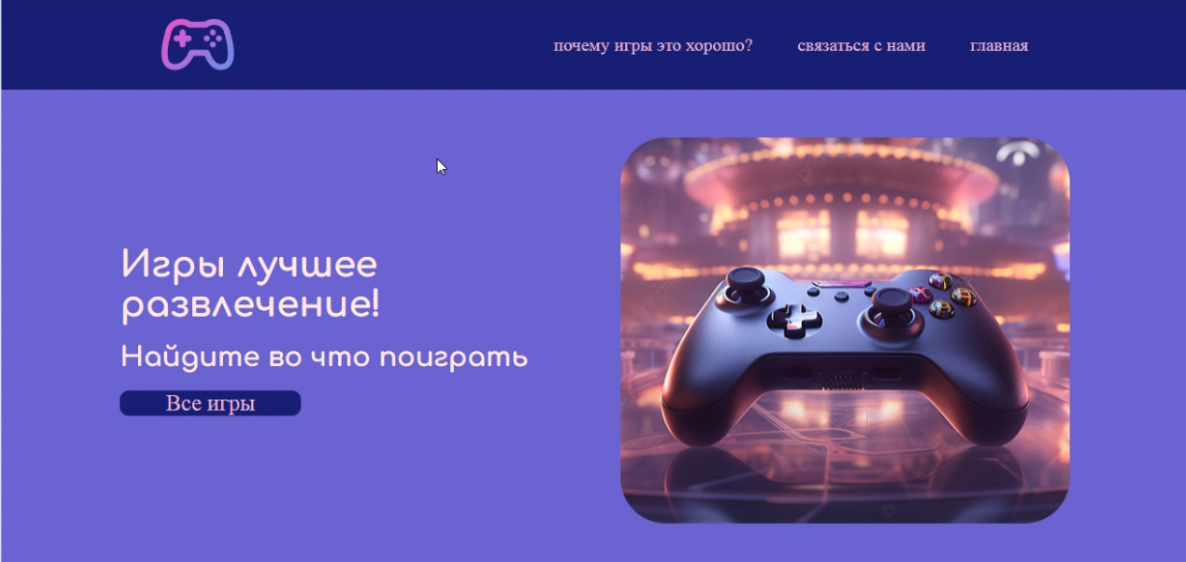 почему игры это хорошо? связаться с нами главная
Игры лучшее
развлечение!
Найдите во что поиграть
Все игры